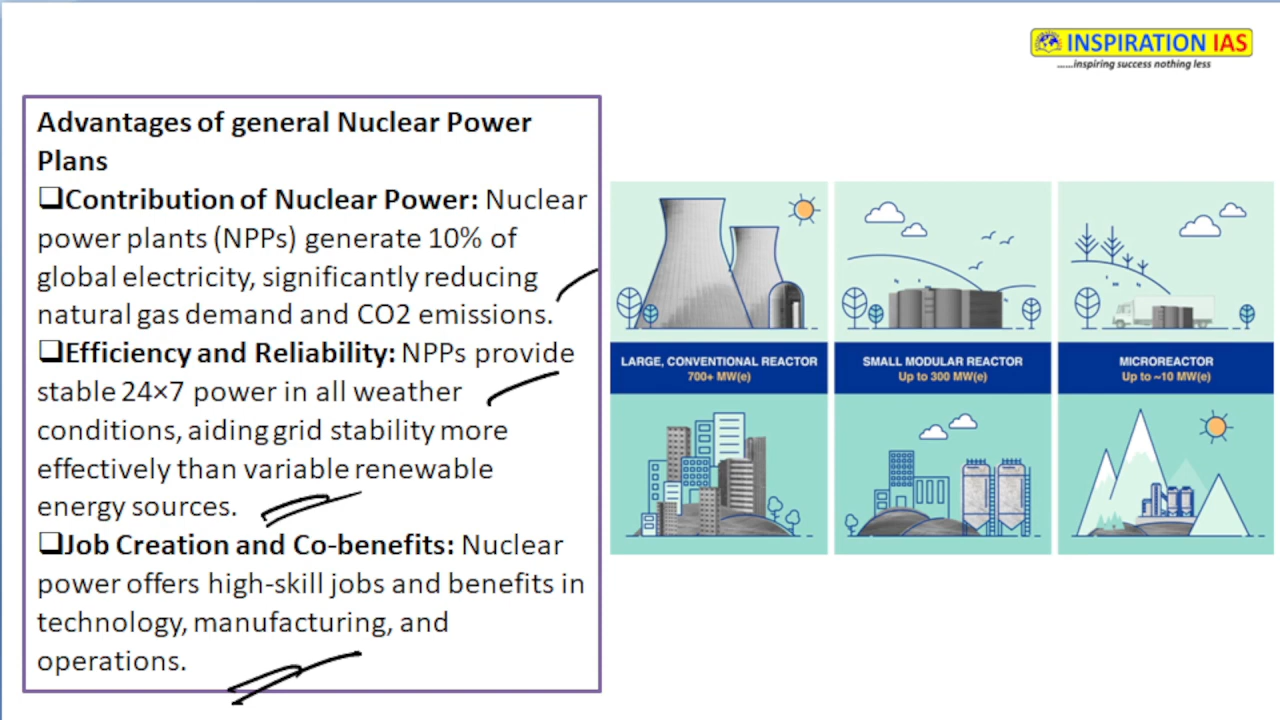 INSPIRATION IAS
......inspiring success nothing less
Advantages of general Nuclear Power
Plans
❑Contribution of Nuclear Power: Nuclear
power plants (NPPs) generate 10% of
global electricity, significantly reducing
natural gas demand and CO2 emissions.
❑Efficiency and Reliability: NPPs provide
stable 24×7 power in all weather
conditions, aiding grid stability more
effectively than variable renewable
energy sources.
❑Job Creation and Co-benefits: Nuclear
power offers high-skill jobs and benefits in
technology, manufacturing, and
operations.
LARGE, CONVENTIONAL REACTOR
700+ MW(e)
SMALL MODULAR REACTOR
Up to 300 MW(e)
MICROREACTOR
Up to ~10 MW(e)